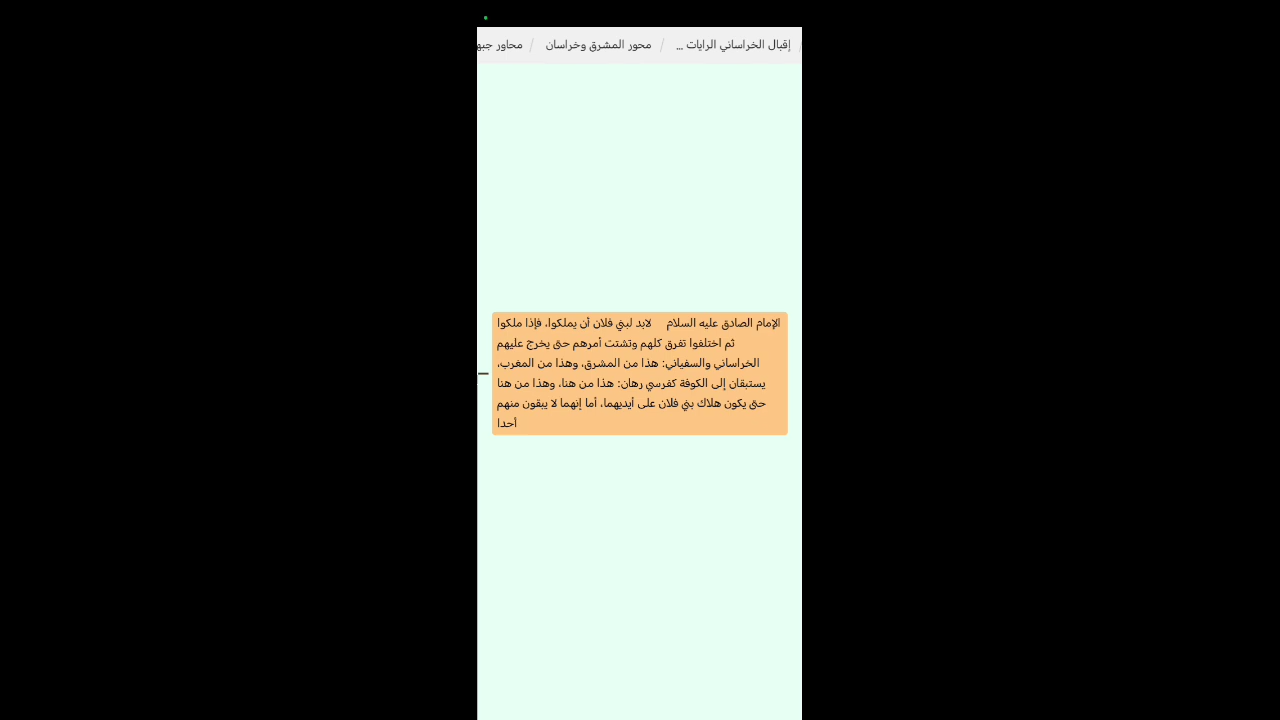 إقبال الخراساني الرايات ... / محور المشرق وخراسان / محاور
الإمام الصادق عليه السلام لابد لبني فلان أن يملكوا، فإذا ملكوا
ثم اختلفوا تفرق كلهم وتشتت أمرهم حتى يخرج عليهم
الخراساني والسفياني: هذا من المشرق، وهذا من المغرب،
يستبقان إلى الكوفة كفرسي رهان: هذا من هنا، وهذا من هنا
حتى يكون هلاك بني فلان على أيديهما، أما إنهما لا يبقون منهم
أحدا